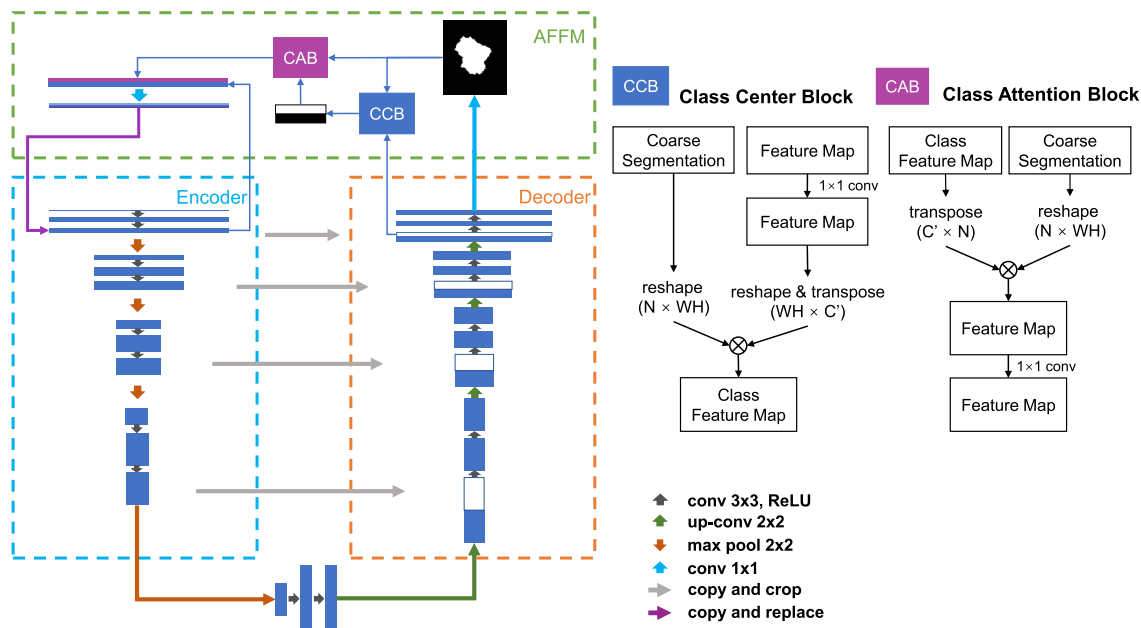 AFFM
CAB
CCB
Encoder
Decoder
CCB
Class Center Block
CAB
Class Attention Block
Coarse
Segmentation
Feature Map
1×1 conv
Feature Map
reshape
(N × WH)
reshape & transpose
(WH × C’)
Class
Feature Map
Class
Feature Map
Coarse
Segmentation
transpose
(C’ × N)
reshape
(N × WH)
Feature Map
1×1 conv
Feature Map
conv 3x3, ReLU
up-conv 2x2
max pool 2x2
conv 1x1
copy and crop
copy and replace